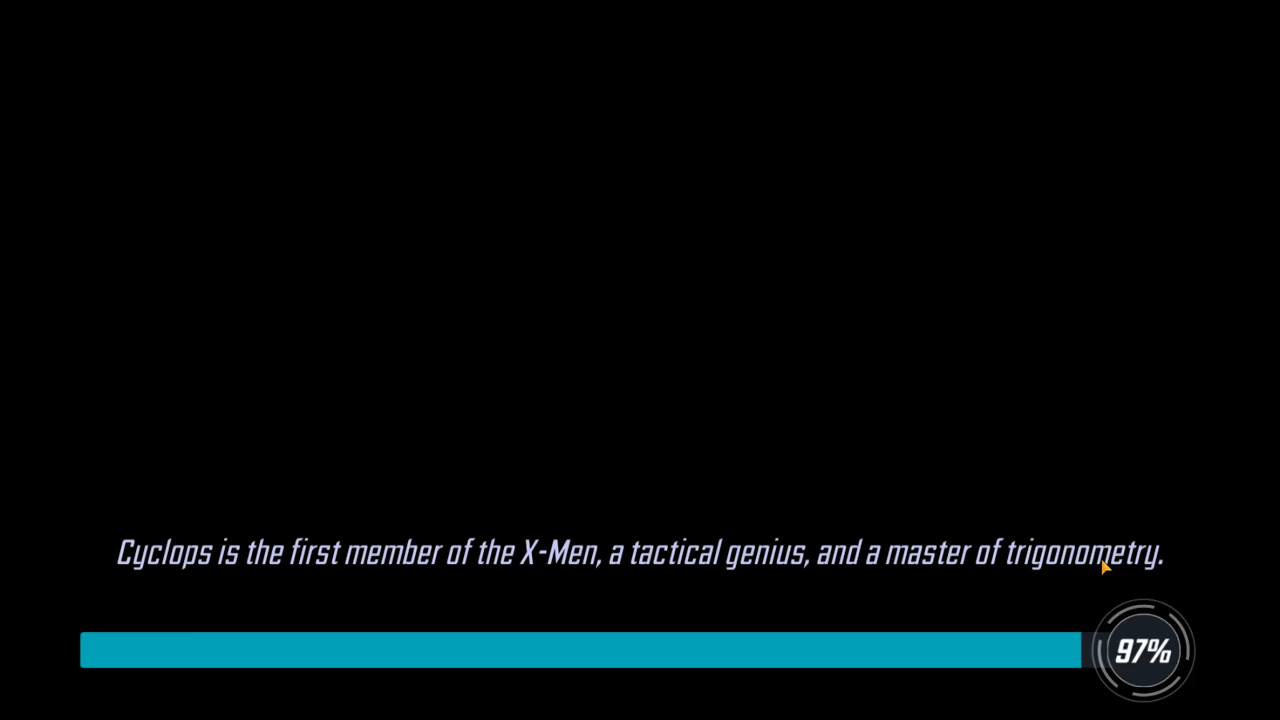 Cyclops is the first member of the X-Men, a tactical genius, and a master of trigonometry.
97%